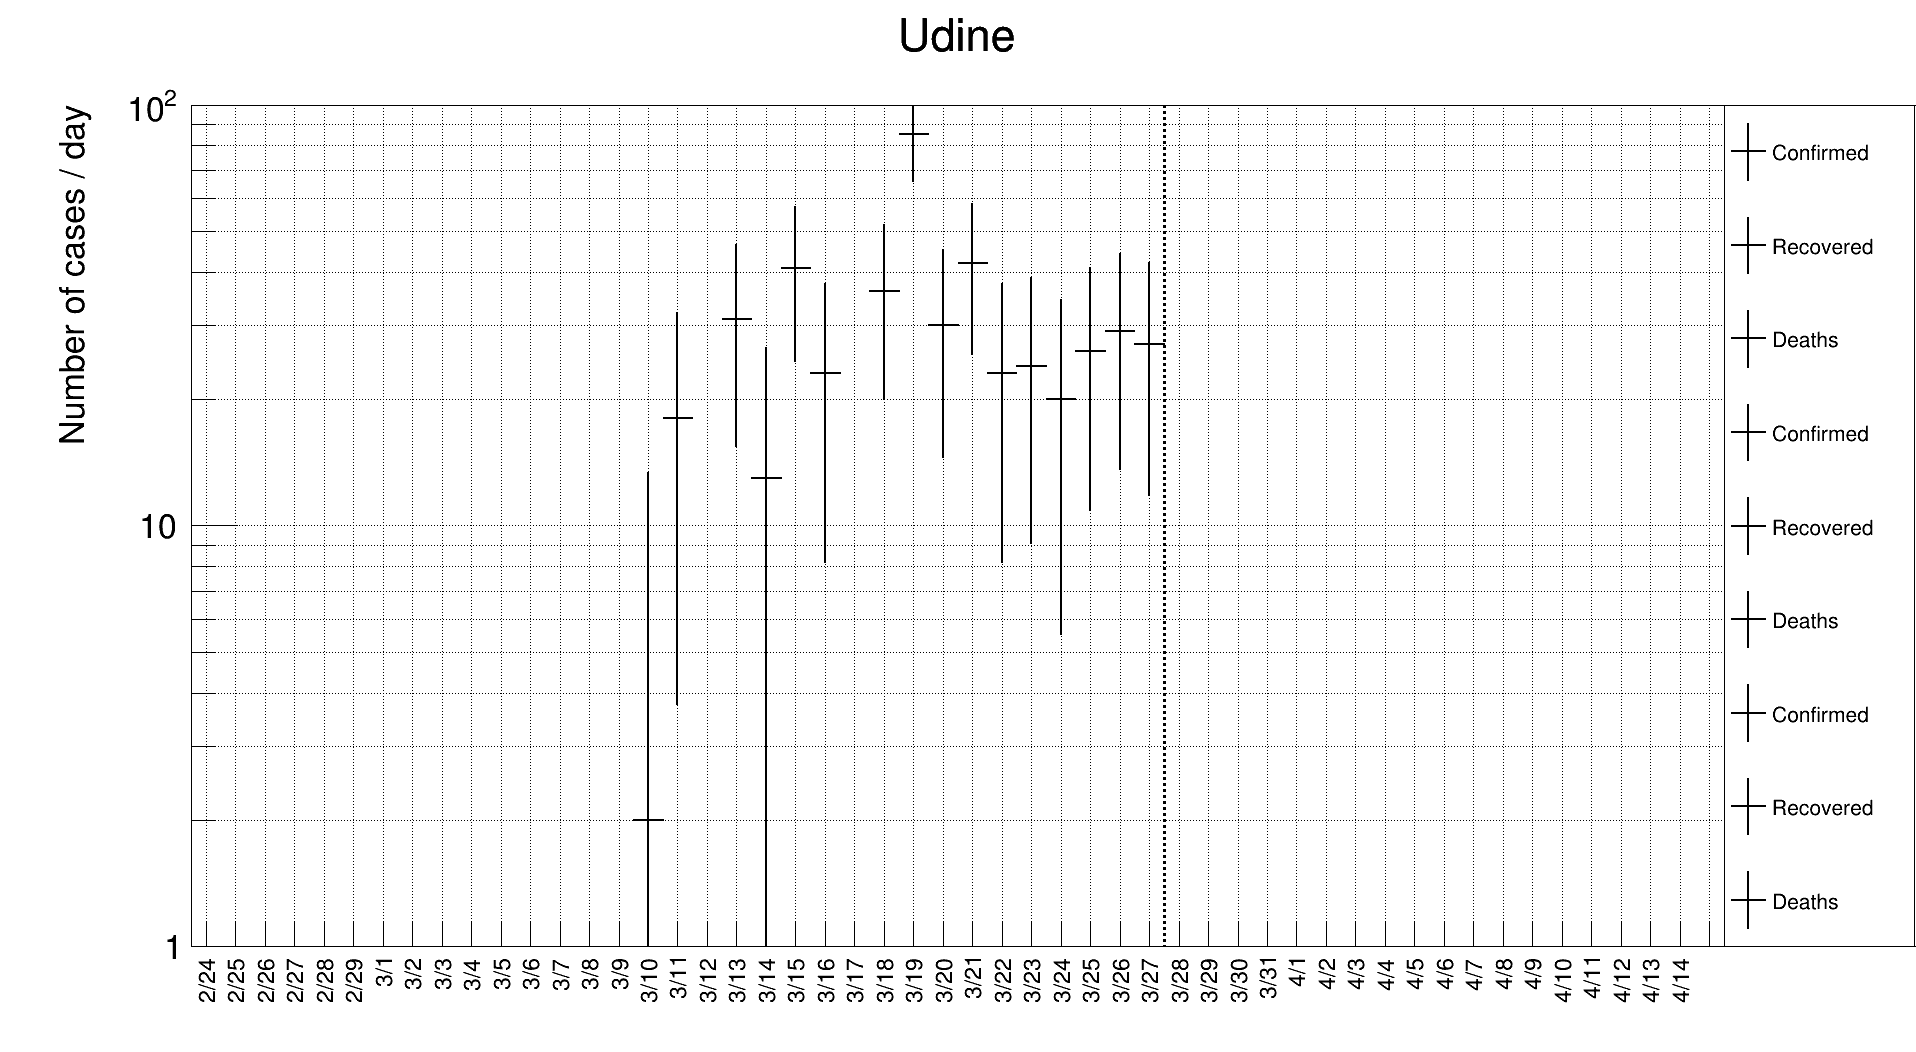 Udine
Number of cases / day
10²
10
1
2/24 2/25 2/26 2/27 2/28 2/29 3/1 3/2 3/3 3/4 3/5 3/6 3/7 3/8 3/9 3/10 3/11 3/12 3/13 3/14 3/15 3/16 3/17 3/18 3/19 3/20 3/21 3/22 3/23 3/24 3/25 3/26 3/27 3/28 3/29 3/30 3/31 4/1 4/2 4/3 4/4 4/5 4/6 4/7 4/8 4/9 4/10 4/11 4/12 4/13 4/14
Confirmed
Recovered
Deaths
Confirmed
Recovered
Deaths
Confirmed
Recovered
Deaths